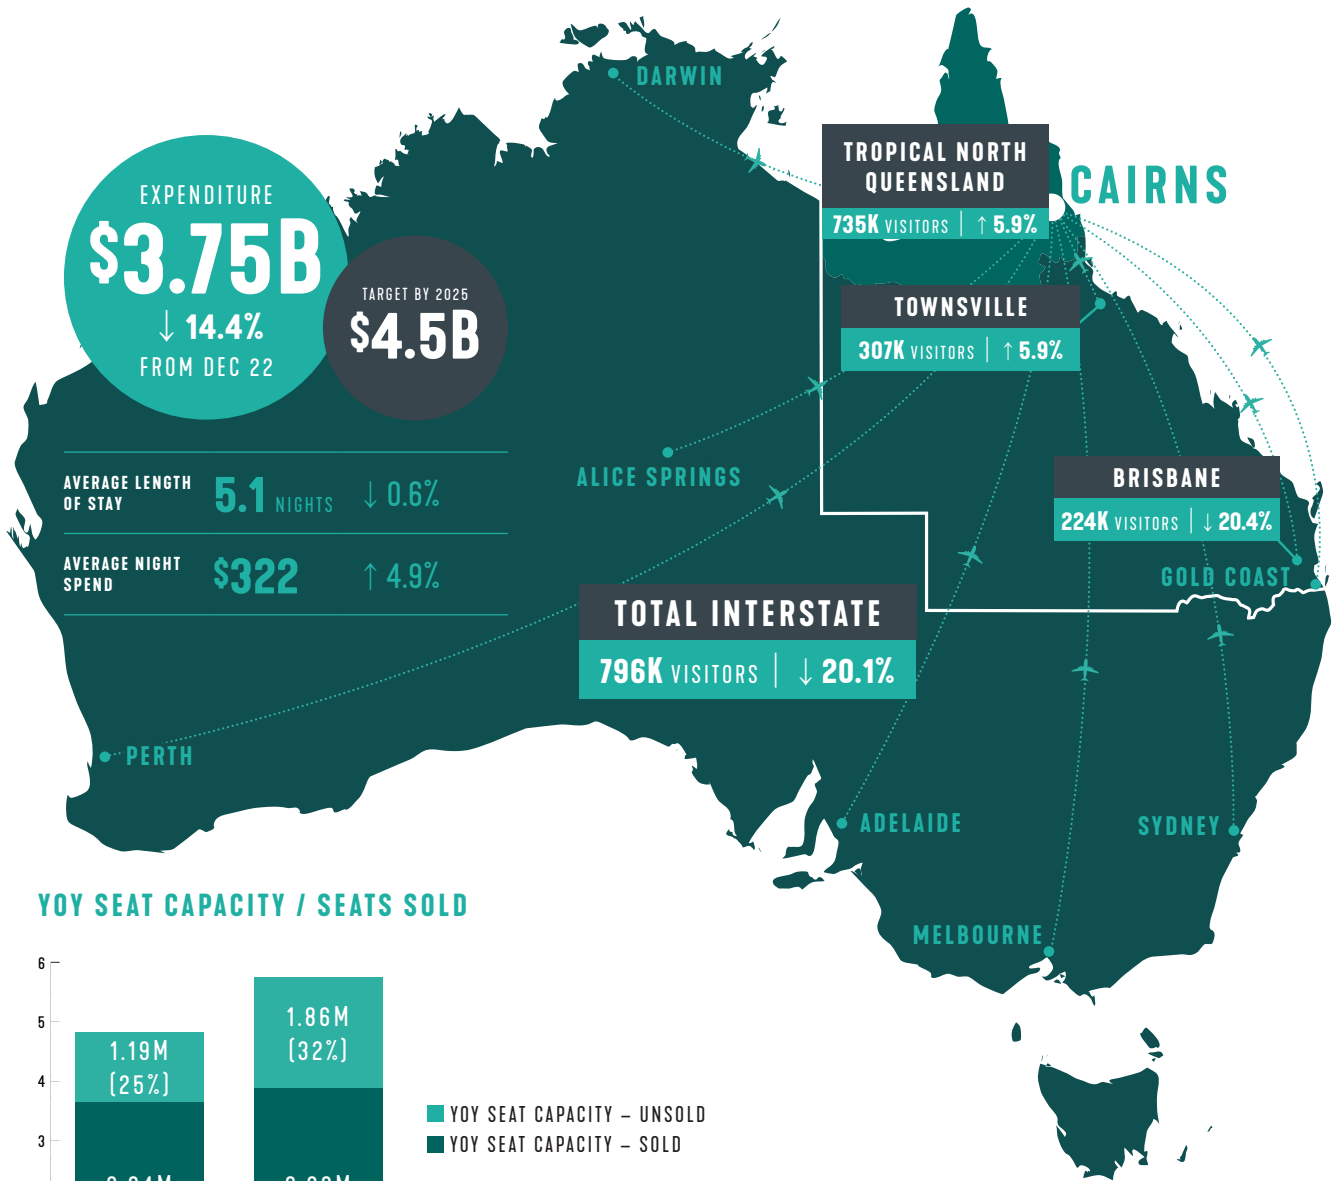 DARWIN
TROPICAL NORTH
QUEENSLAND
735K VISITORS | ↑ 5.9%
CAIRNS
EXPENDITURE
$3.75B
↓ 14.4%
FROM DEC 22
TARGET BY 2025
$4.5B
TOWNSVILLE
307K VISITORS | ↑ 5.9%
AVERAGE LENGTH
OF STAY
5.1 NIGHTS ↓ 0.6%
AVERAGE NIGHT
SPEND
$322 ↑ 4.9%
ALICE SPRINGS
BRISBANE
224K VISITORS | ↓ 20.4%
GOLD COAST
TOTAL INTERSTATE
796K VISITORS | ↓ 20.1%
PERTH
ADELAIDE
SYDNEY
MELBOURNE
YOY SEAT CAPACITY / SEATS SOLD
6
5
4
3
1.19M
(25%)
1.86M
(32%)
YOY SEAT CAPACITY – UNSOLD
YOY SEAT CAPACITY – SOLD